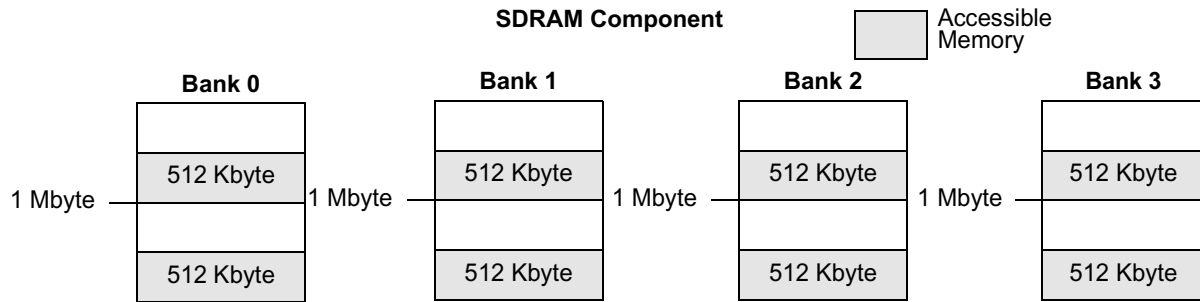 SDRAM Component
Accessible
Memory
Bank 0
Bank 1
Bank 2
Bank 3
512 Kbyte
512 Kbyte
512 Kbyte
512 Kbyte
1 Mbyte
1 Mbyte
1 Mbyte
1 Mbyte
512 Kbyte
512 Kbyte
512 Kbyte
512 Kbyte